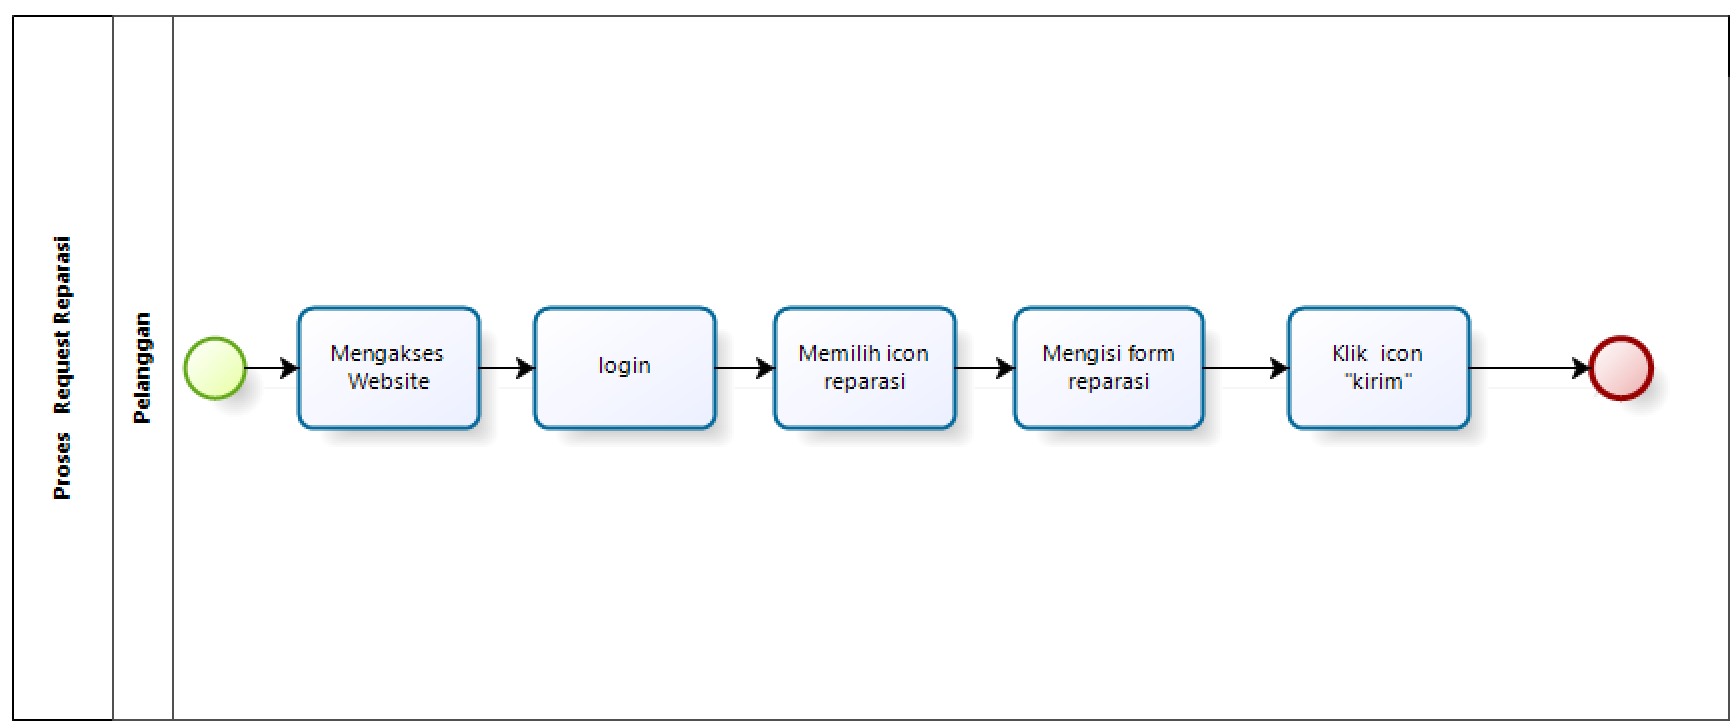 Proses Request Reparasi
Pelanggan
Mengakses
Website
login
Memilih icon
reparasi
Mengisi form
reparasi
Klik icon
"kirim"